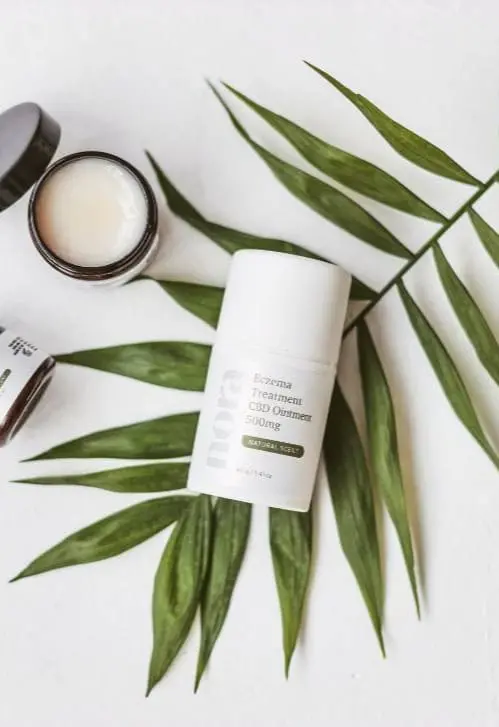 nora
Eczema
Treatment
CBD Ointment
500mg
NATURAL SCENT